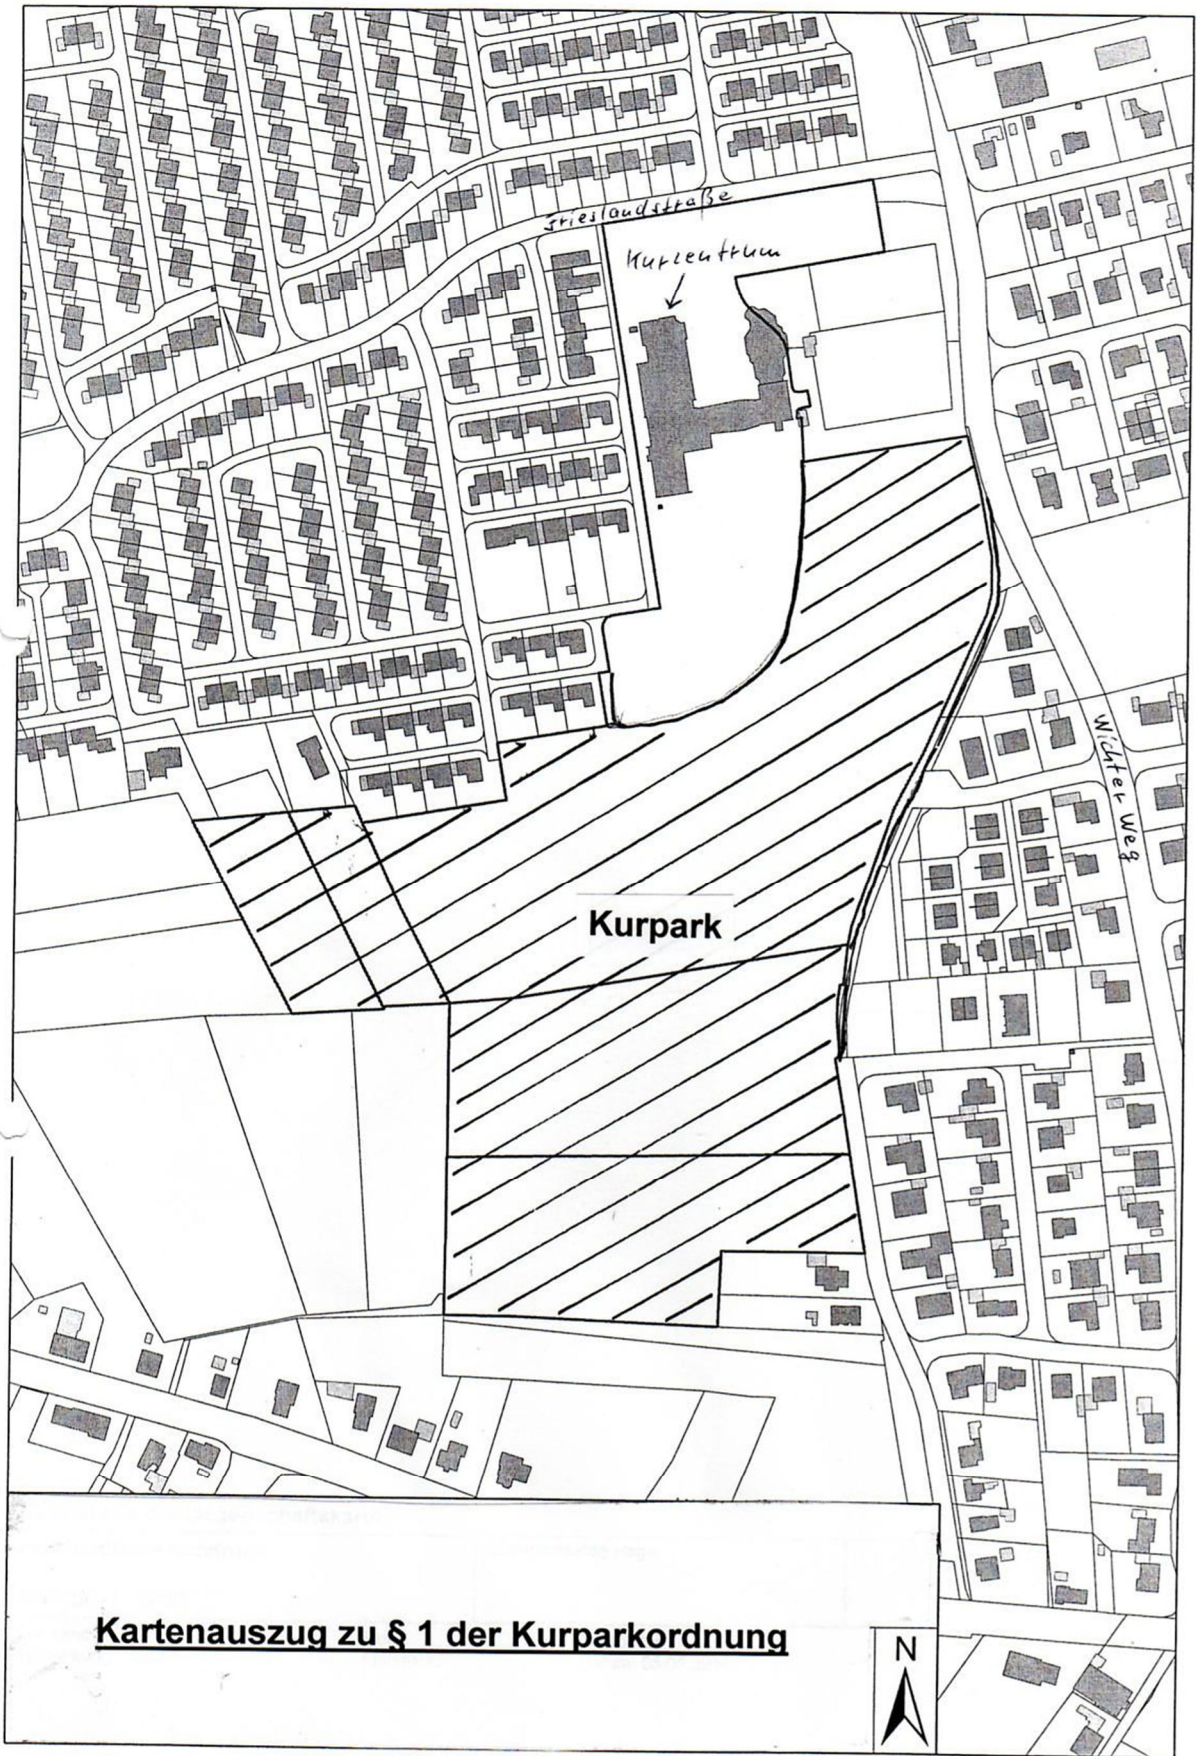 Frieslandstraße
Kurzentrum
Wichter Weg
Kurpark
Kartenauszug zu § 1 der Kurparkordnung
N